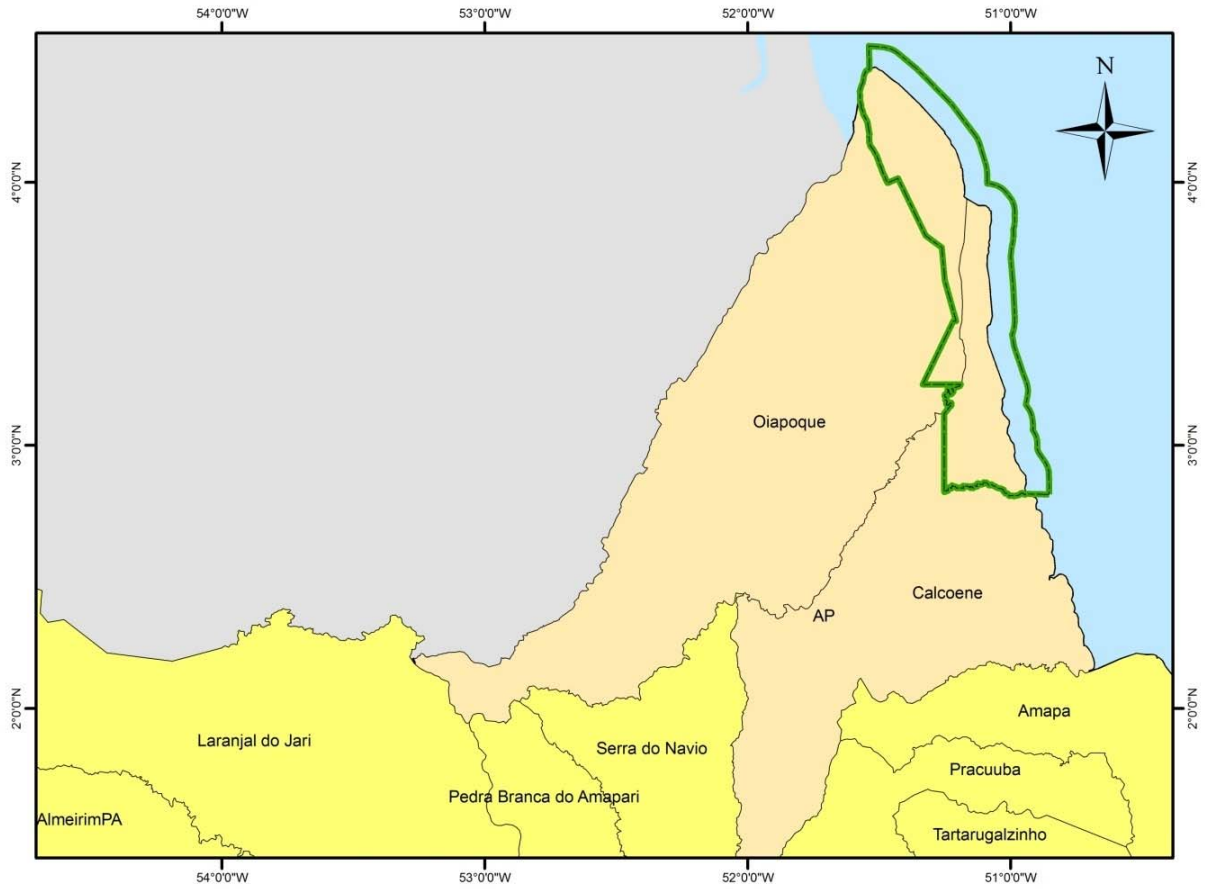 54°0'0"W
53°0'0"W
52°0'0"W
51°0'0"W
N
4°0'0"N
4°0'0"N
Oiapoque
3°0'0"N
3°0'0"N
Calcoene
AP
2°0'0"N
2°0'0"N
Amapa
Laranjal do Jari
Serra do Navio
Pracuuba
Pedra Branca do Amapari
AlmeirimPA
Tartarugalzinho
54°0'0"W
53°0'0"W
52°0'0"W
51°0'0"W